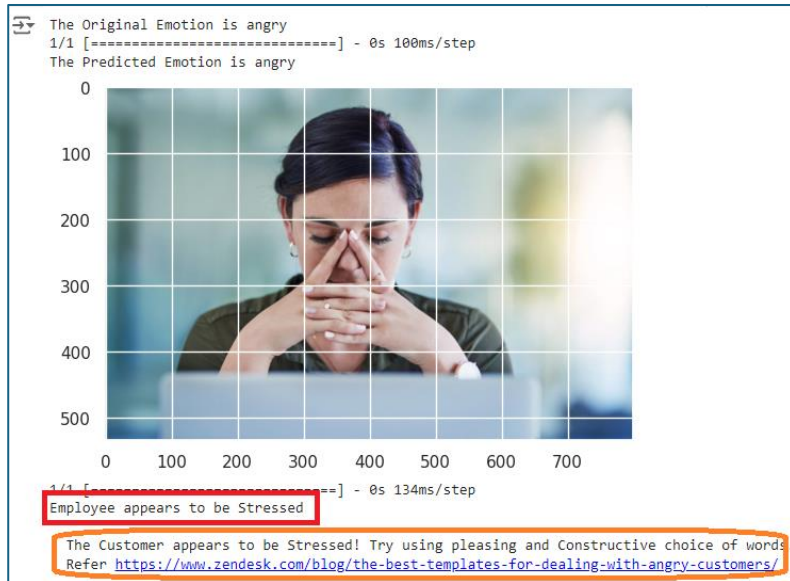 The Original Emotion is angry
1/1 [==============================] - 0s 100ms/step
The Predicted Emotion is angry
0
100
200
300
400
500
0 100 200 300 400 500 600 700
1/1 [==============================] - 0s 134ms/step
Employee appears to be Stressed
The Customer appears to be Stressed! Try using pleasing and Constructive choice of words
Refer https://www.zendesk.com/blog/the-best-templates-for-dealing-with-angry-customers/